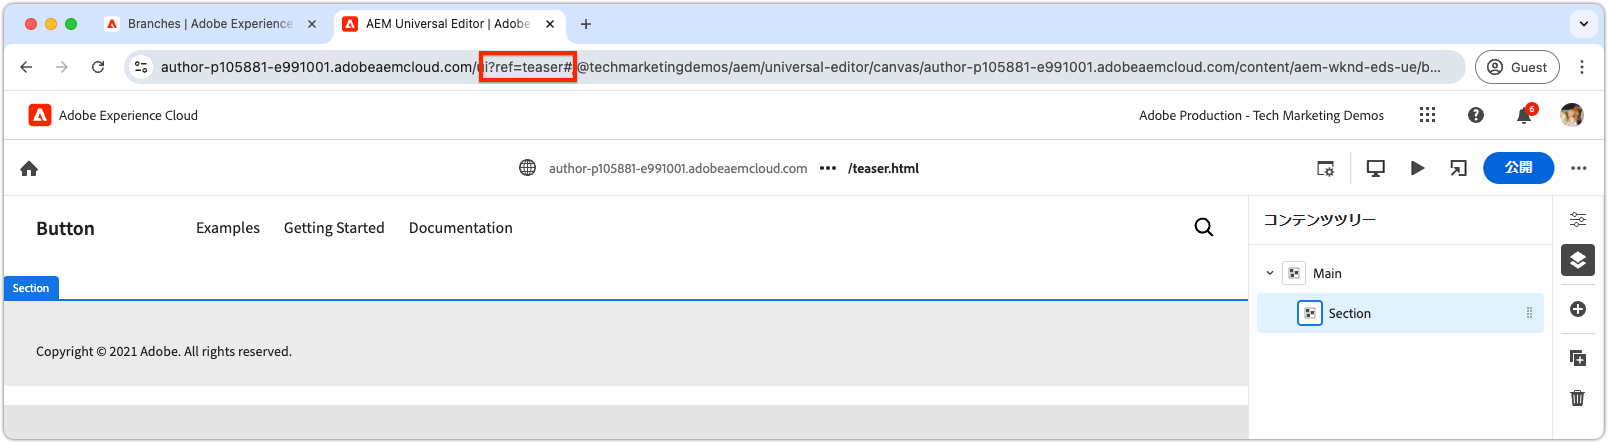 Branches | Adobe Experience
AEM Universal Editor | Adobe
author-p105881-e991001.adobeaemcloud.com/ui?ref=teaser#/@techmarketingdemos/aem/universal-editor/canvas/author-p105881-e991001.adobeaemcloud.com/content/aem-wknd-eds-ue/b...
Guest
Adobe Experience Cloud
Adobe Production - Tech Marketing Demos
6
author-p105881-e991001.adobeaemcloud.com ••• /teaser.html
公開
Button
Examples
Getting Started
Documentation
コンテンツツリー
Main
Section
Section
Copyright © 2021 Adobe. All rights reserved.